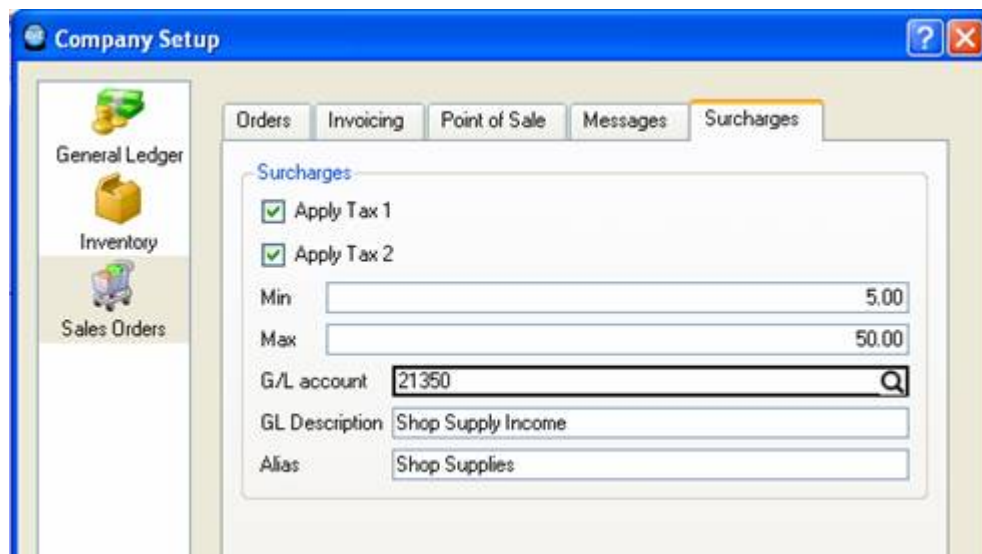 Company Setup
General Ledger
Inventory
Sales Orders
Orders Invoicing Point of Sale Messages Surcharges
Surcharges
Apply Tax 1
Apply Tax 2
Min 5.00
Max 50.00
G/L account 21350
GL Description Shop Supply Income
Alias Shop Supplies